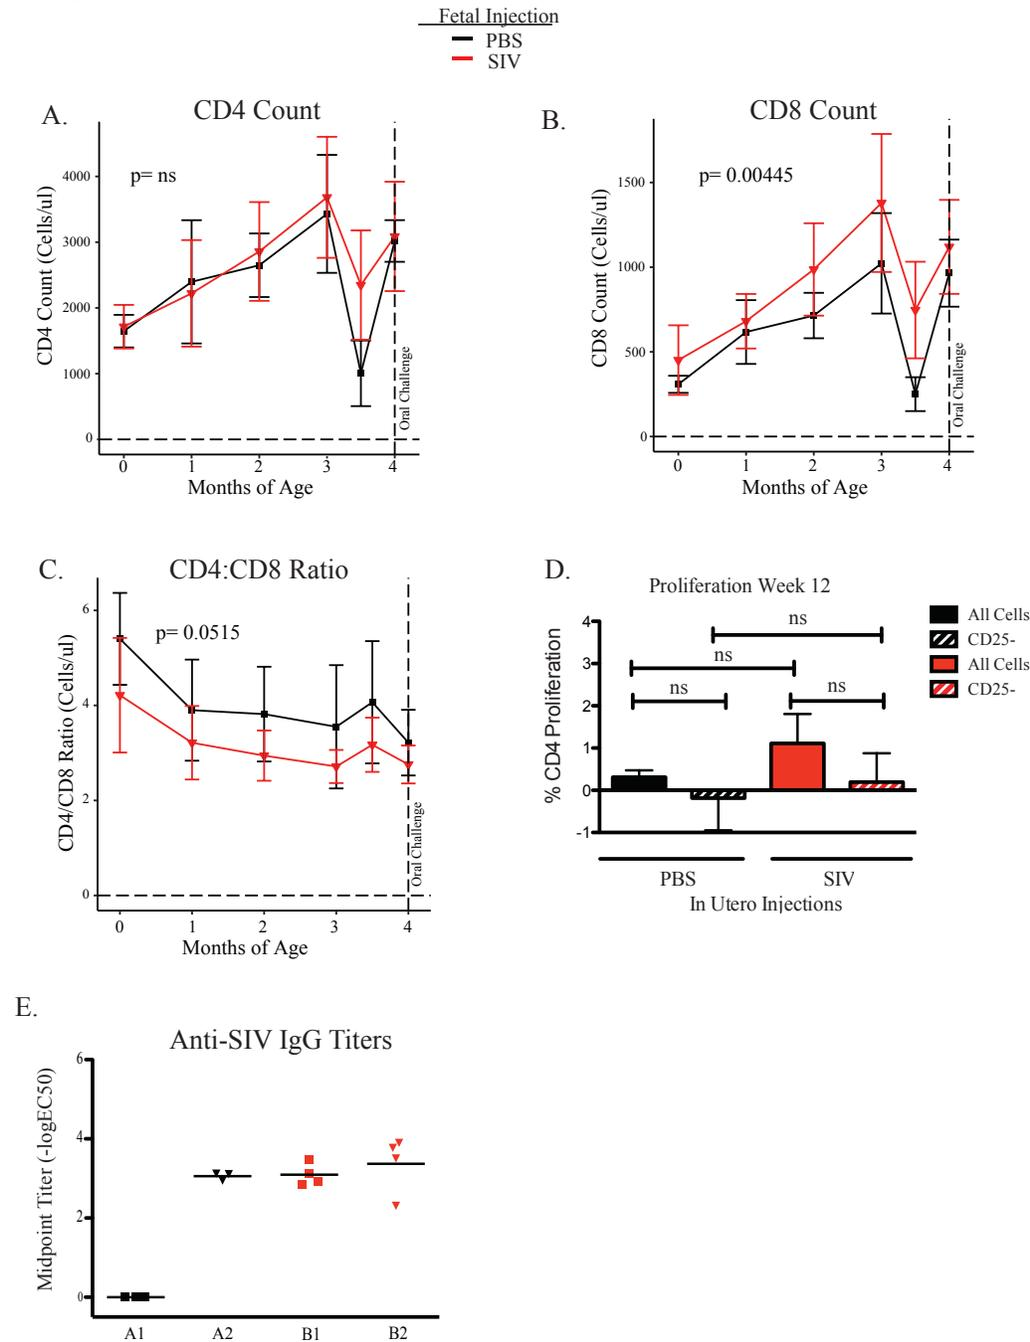 Fetal Injection
PBS
SIV
A.
CD4 Count
p= ns
CD4 Count (Cells/ul)
4000
3000
2000
1000
0
Oral Challenge
0 1 2 3 4
Months of Age
B.
CD8 Count
p= 0.00445
CD8 Count (Cells/ul)
1500
1000
500
0
Oral Challenge
0 1 2 3 4
Months of Age
C.
CD4:CD8 Ratio
p= 0.0515
CD4/CD8 Ratio (Cells/ul)
6
4
2
0
Oral Challenge
0 1 2 3 4
Months of Age
D.
Proliferation Week 12
All Cells
CD25-
All Cells
CD25-
% CD4 Proliferation
4
3
2
1
0
-1
ns
ns
ns ns
PBS SIV
In Utero Injections
E.
Anti-SIV IgG Titers
Midpoint Titer (-logEC50)
6
4
2
0
A1 A2 B1 B2